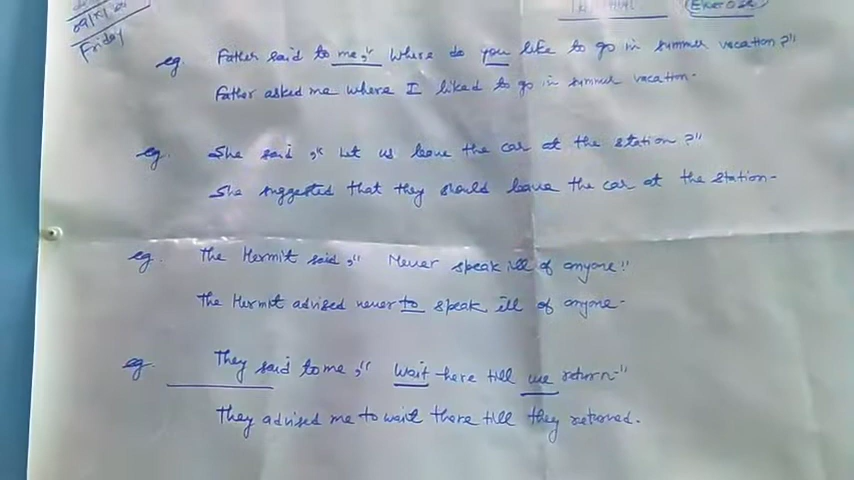 09/XI/20
Friday
Exercise
eg. Father said to me," Where do you like to go in summer vacation?"
Father asked me where I liked to go in summer vacation.
eg. She said ," Let us leave the car at the station?"
She suggested that they should leave the car at the station.
eg. The Hermit said," Never speak ill of anyone!"
The Hermit advised never to speak ill of anyone.
eg. They said to me," Wait here till we return."
They advised me to wait there till they returned.